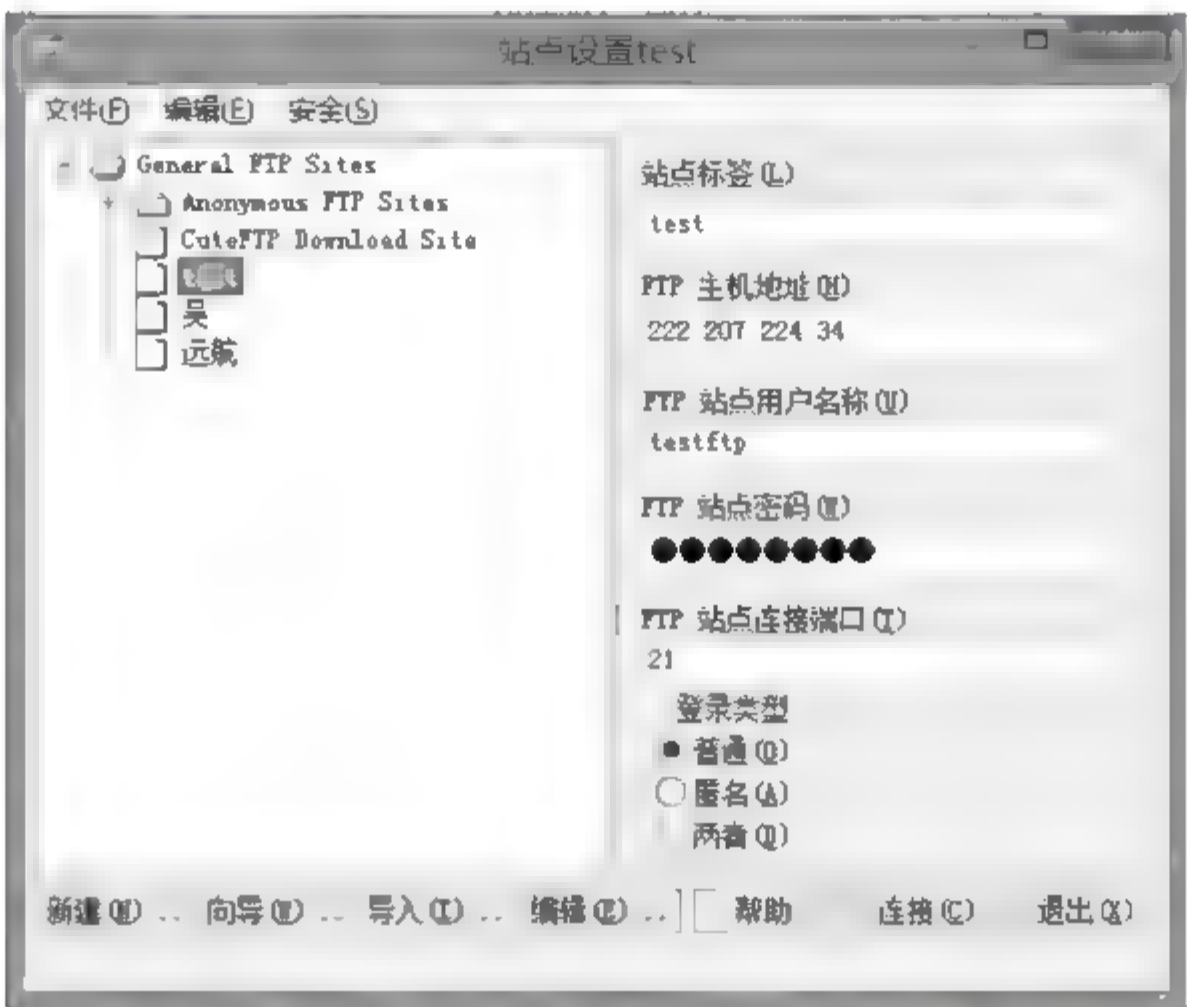 站点设置test
文件(F) 编辑(E) 安全(S)
General FTP Sites
Anonymous FTP Sites
CuteFTP Download Site
test
吴
远航
站点标签(L)
test
FTP 主机地址(H)
222 207 224 34
FTP 站点用户名称(U)
testftp
FTP 站点密码(W)
●●●●●●●●
FTP 站点连接端口(T)
21
登录类型
普通(O)
匿名(A)
两者(Q)
新建(N) .. 向导(W) .. 导入(I) .. 编辑(E) .. 帮助 连接(C) 退出(X)